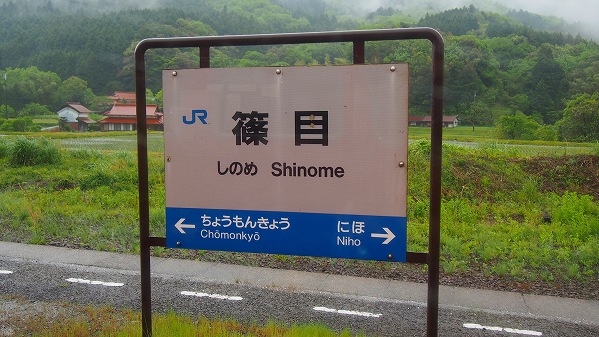 JR
篠目
しのめ Shinome
← ちょうもんきょう
Chōmonkyō
にほ →
Niho